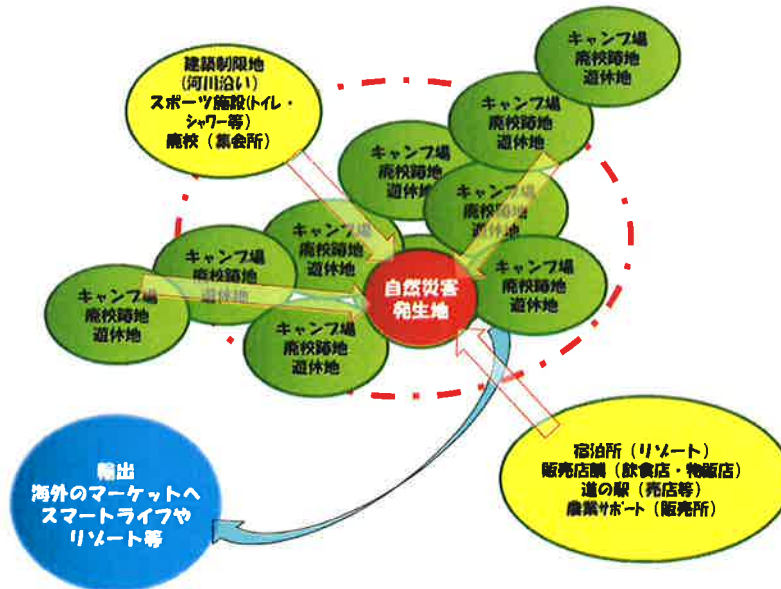 キャンプ場
廃校跡地
遊休地
建築制限地
(河川沿い)
スポーツ施設(トイレ・
シャワー等)
廃校（集会所）
キャンプ場
廃校跡地
遊休地
キャンプ場
廃校跡地
遊休地
キャンプ場
廃校跡地
遊休地
キャンプ場
廃校跡地
遊休地
キャンプ場
廃校跡地
遊休地
キャンプ場
廃校跡地
遊休地
キャンプ場
廃校跡地
遊休地
自然災害
発生地
キャンプ場
廃校跡地
遊休地
輸出
海外のマーケットへ
スマートライフや
リゾート等
宿泊所（リゾート）
販売店舗（飲食店・物販店）
道の駅（売店等）
農業サポート（販売所）